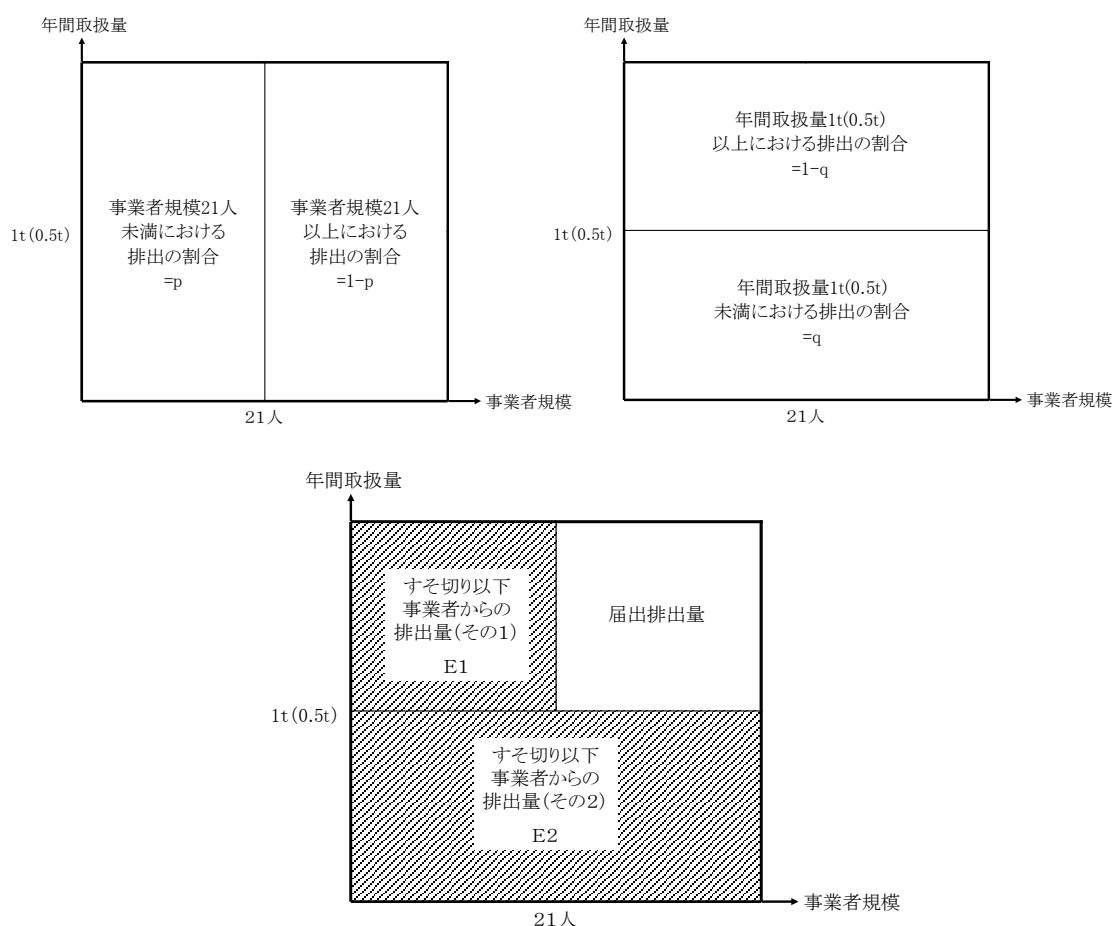 年間取扱量
1t(0.5t)
事業者規模21人
未満における
排出の割合
=p
事業者規模21人
以上における
排出の割合
=1-p
21人
事業者規模
年間取扱量
1t(0.5t)
年間取扱量1t(0.5t)
以上における排出の割合
=1-q
年間取扱量1t(0.5t)
未満における排出の割合
=q
21人
事業者規模
年間取扱量
1t(0.5t)
すそ切り以下
事業者からの
排出量(その1)
E1
届出排出量
すそ切り以下
事業者からの
排出量(その2)
E2
21人
事業者規模